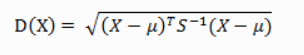 D(X) = √((X − μ)ᵀS⁻¹(X − μ))